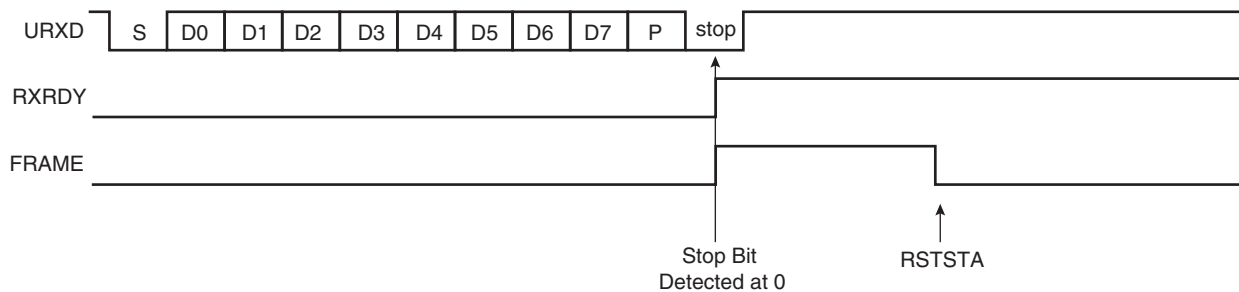 URXD S D0 D1 D2 D3 D4 D5 D6 D7 P stop
RXRDY
FRAME
Stop Bit
Detected at 0
RSTSTA